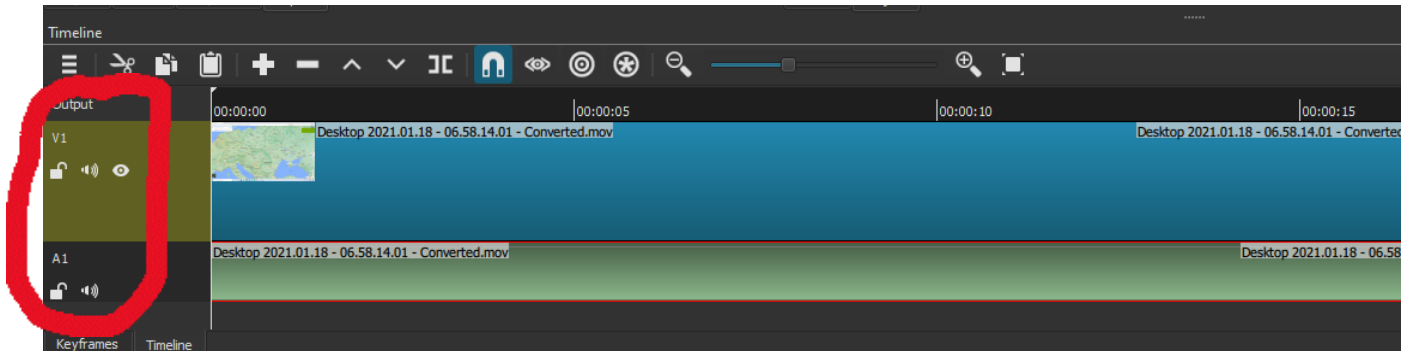 Timeline
Output
00:00:00 00:00:05 00:00:10 00:00:15
V1
Desktop 2021.01.18 - 06.58.14.01 - Converted.mov Desktop 2021.01.18 - 06.58.14.01 - Converted
A1
Desktop 2021.01.18 - 06.58.14.01 - Converted.mov Desktop 2021.01.18 - 06.58
Keyframes Timeline